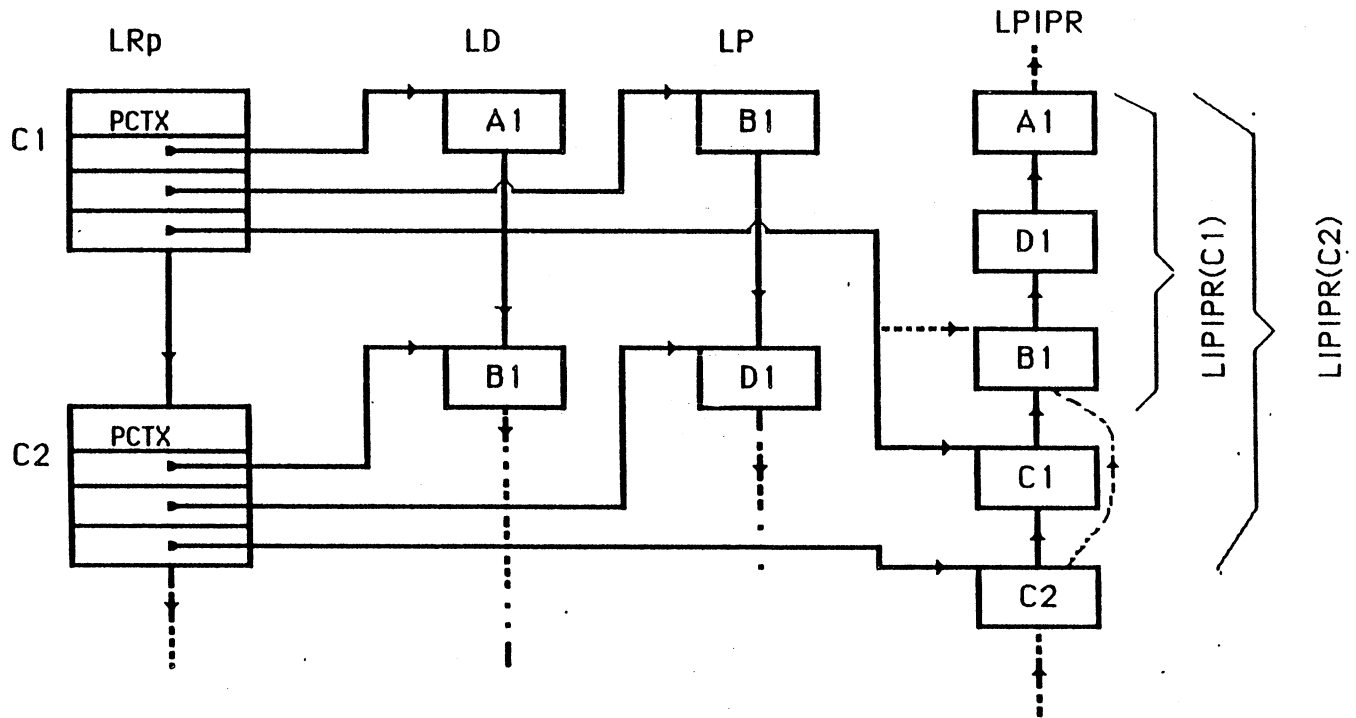 LRp
LD
LP
LPIPR
C1
PCTX
A1
B1
A1
D1
B1
LIPIPR(C1)
LIPIPR(C2)
C2
PCTX
B1
D1
C1
C2